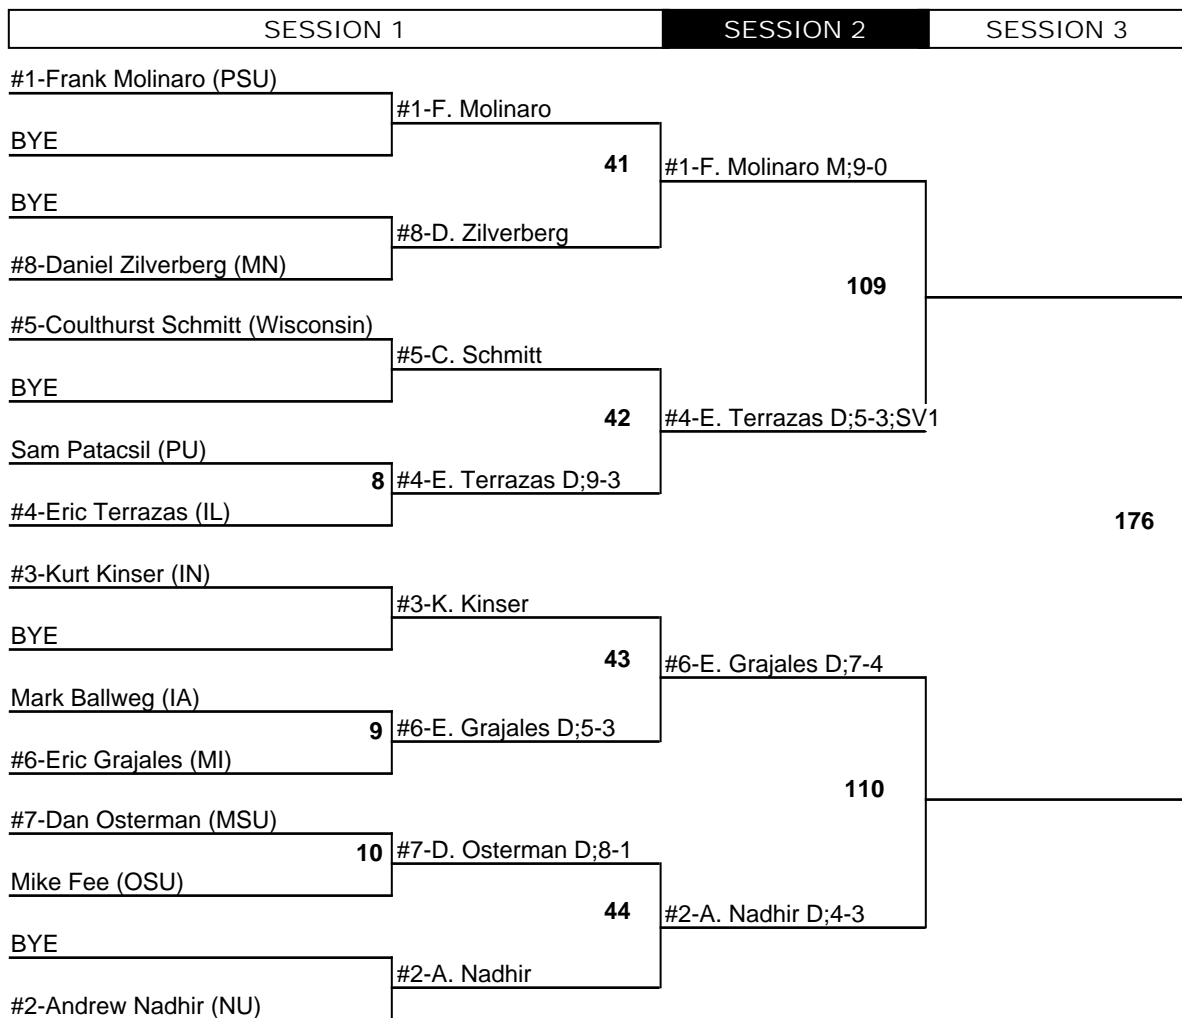 SESSION 1
SESSION 2
SESSION 3
#1-Frank Molinaro (PSU)
#1-F. Molinaro
BYE
41
#1-F. Molinaro M;9-0
BYE
#8-D. Zilverberg
#8-Daniel Zilverberg (MN)
109
#5-Coulthurst Schmitt (Wisconsin)
#5-C. Schmitt
BYE
42
#4-E. Terrazas D;5-3;SV1
Sam Patacsil (PU)
8
#4-E. Terrazas D;9-3
#4-Eric Terrazas (IL)
176
#3-Kurt Kinser (IN)
#3-K. Kinser
BYE
43
#6-E. Grajales D;7-4
Mark Ballweg (IA)
9
#6-E. Grajales D;5-3
#6-Eric Grajales (MI)
110
#7-Dan Osterman (MSU)
10
#7-D. Osterman D;8-1
Mike Fee (OSU)
44
#2-A. Nadhir D;4-3
BYE
#2-A. Nadhir
#2-Andrew Nadhir (NU)